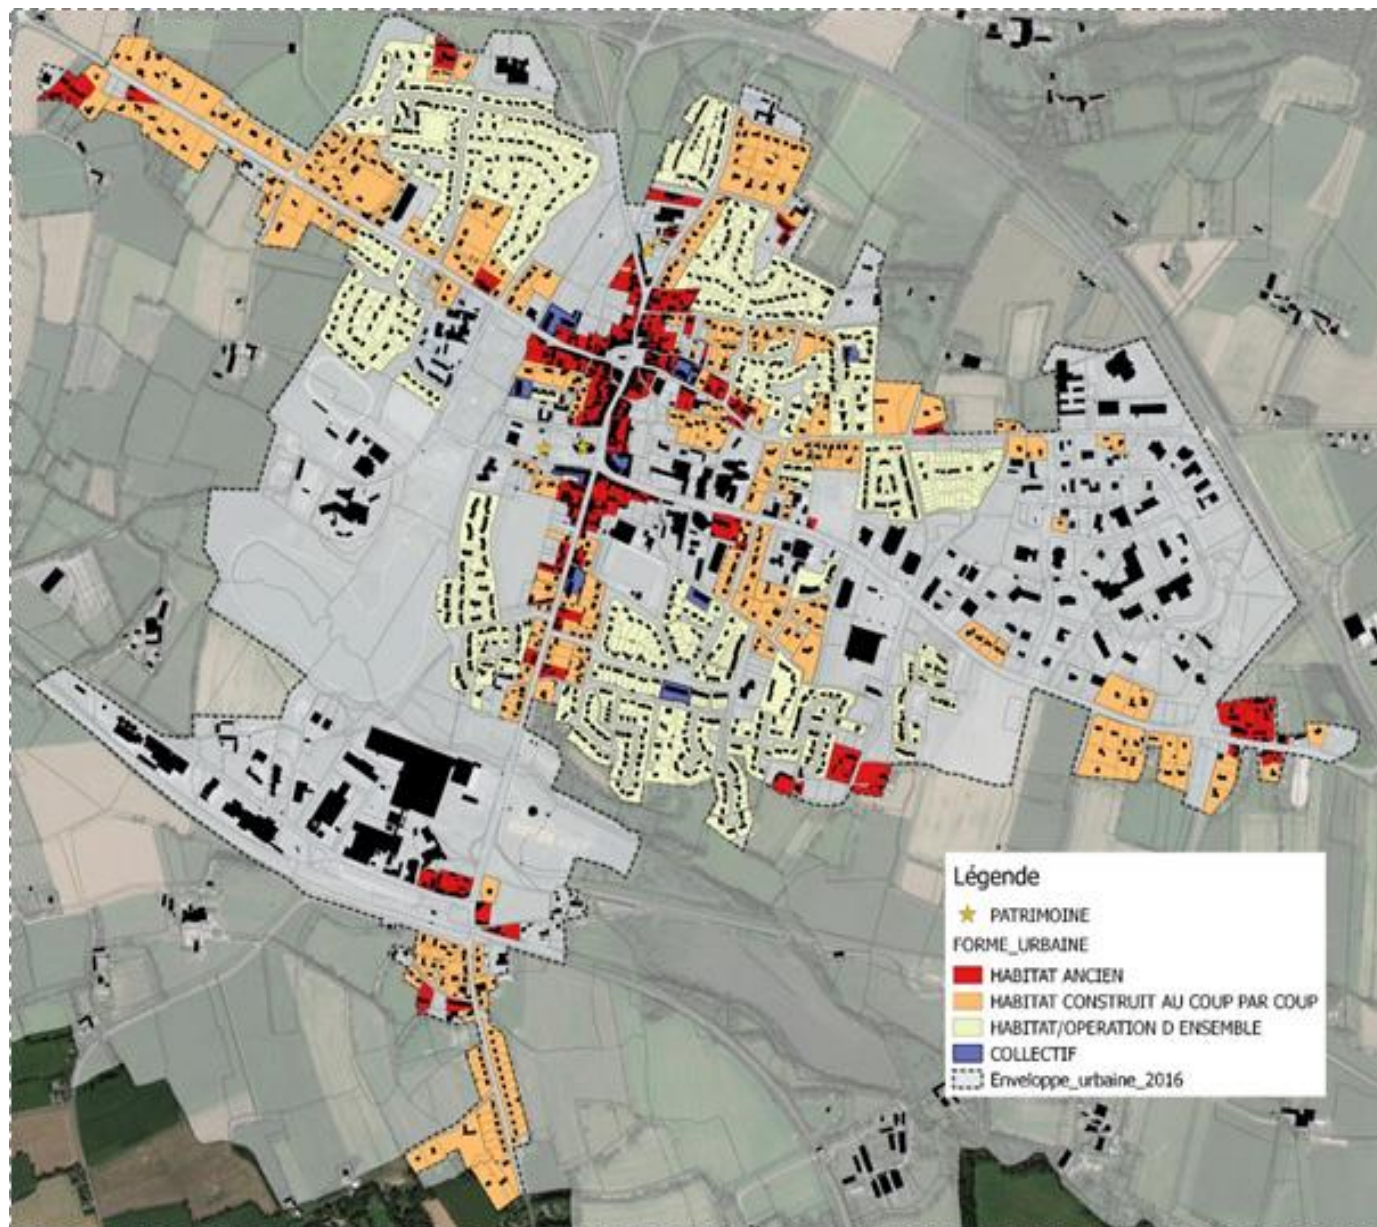 Légende
PATRIMOINE
FORME_URBAINE
HABITAT ANCIEN
HABITAT CONSTRUIT AU COUP PAR COUP
HABITAT/OPERATION D ENSEMBLE
COLLECTIF
Enveloppe_urbaine_2016